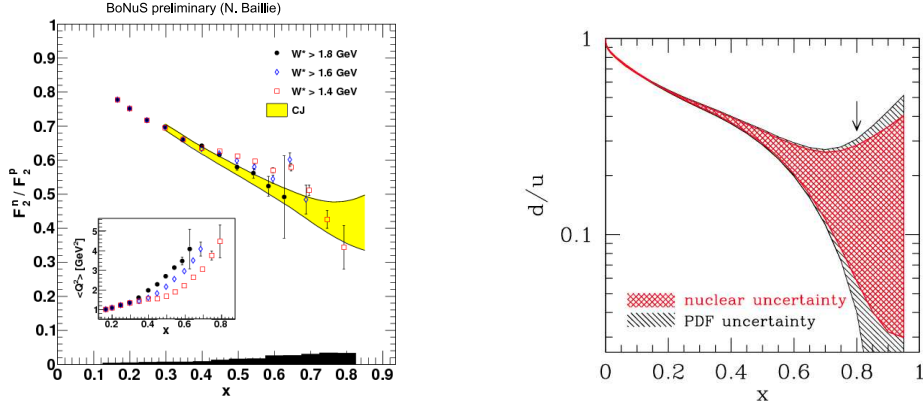 BoNuS preliminary (N. Baillie)
F₂ⁿ / F₂ᵖ
1
0.9
0.8
0.7
0.6
0.5
0.4
0.3
0.2
0.1
0
W* > 1.8 GeV
W* > 1.6 GeV
W* > 1.4 GeV
CJ
<Q²> [GeV²]
5
4
3
2
1
0.2 0.4 0.6 0.8
x
0 0.1 0.2 0.3 0.4 0.5 0.6 0.7 0.8 0.9
x
d/u
1
0.1
nuclear uncertainty
PDF uncertainty
0 0.2 0.4 0.6 0.8 1
x